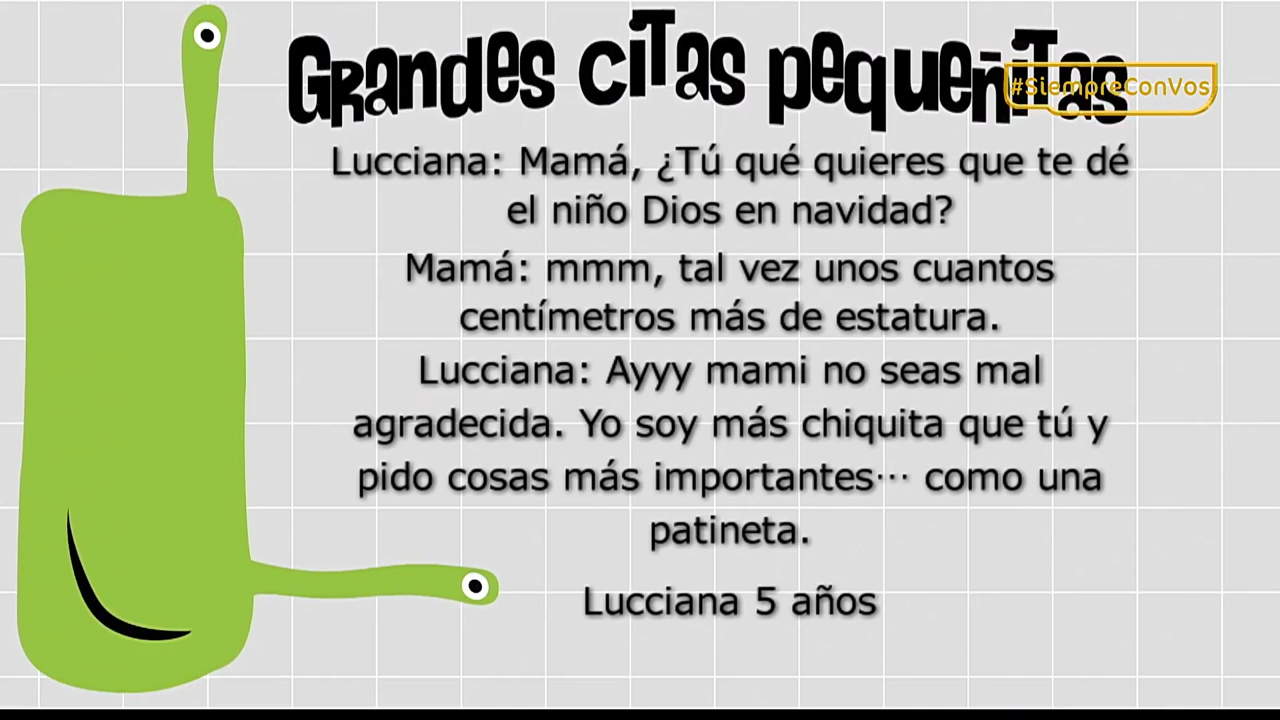 Grandes citas pequeñitas
#SiempreConVos
Lucciana: Mamá, ¿Tú qué quieres que te dé
el niño Dios en navidad?
Mamá: mmm, tal vez unos cuantos
centímetros más de estatura.
Lucciana: Ayyy mami no seas mal
agradecida. Yo soy más chiquita que tú y
pido cosas más importantes… como una
patineta.
Lucciana 5 años